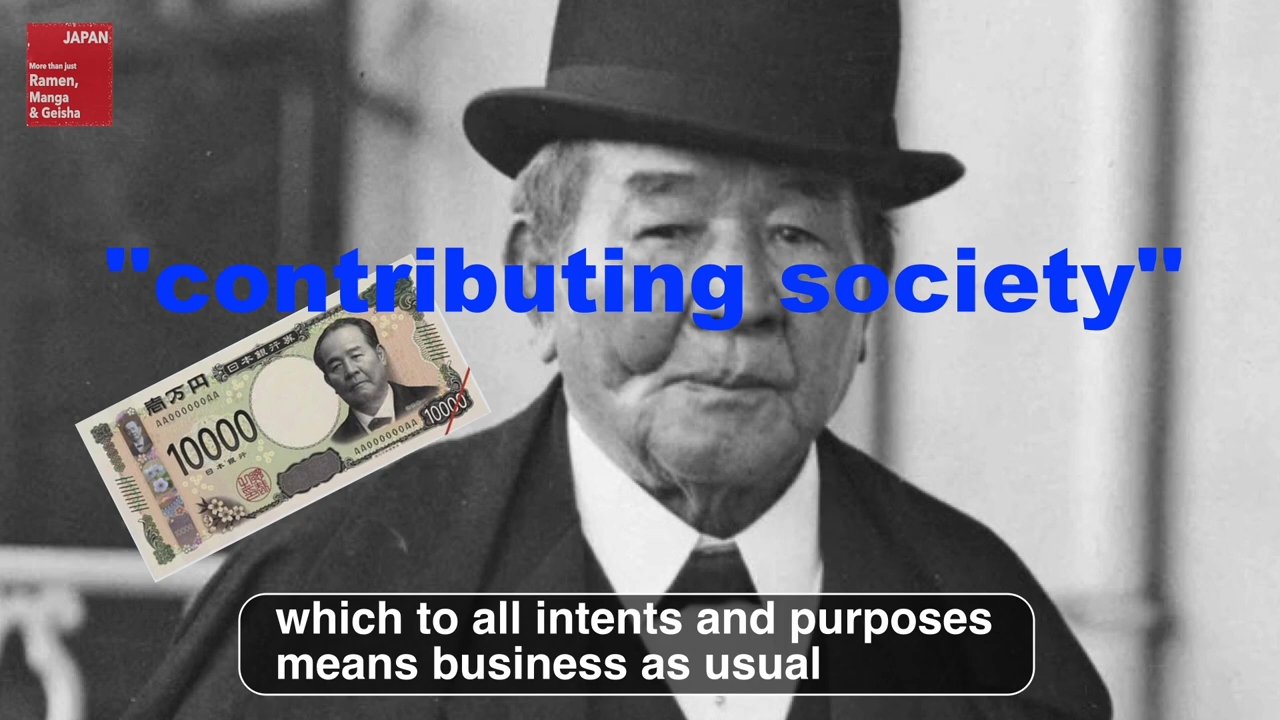 JAPAN
More than just
Ramen,
Manga
& Geisha
"contributing society"
日本銀行券
壱万円
AA000000AA
10000
日本銀行
10000
AA000000AA
which to all intents and purposes
means business as usual